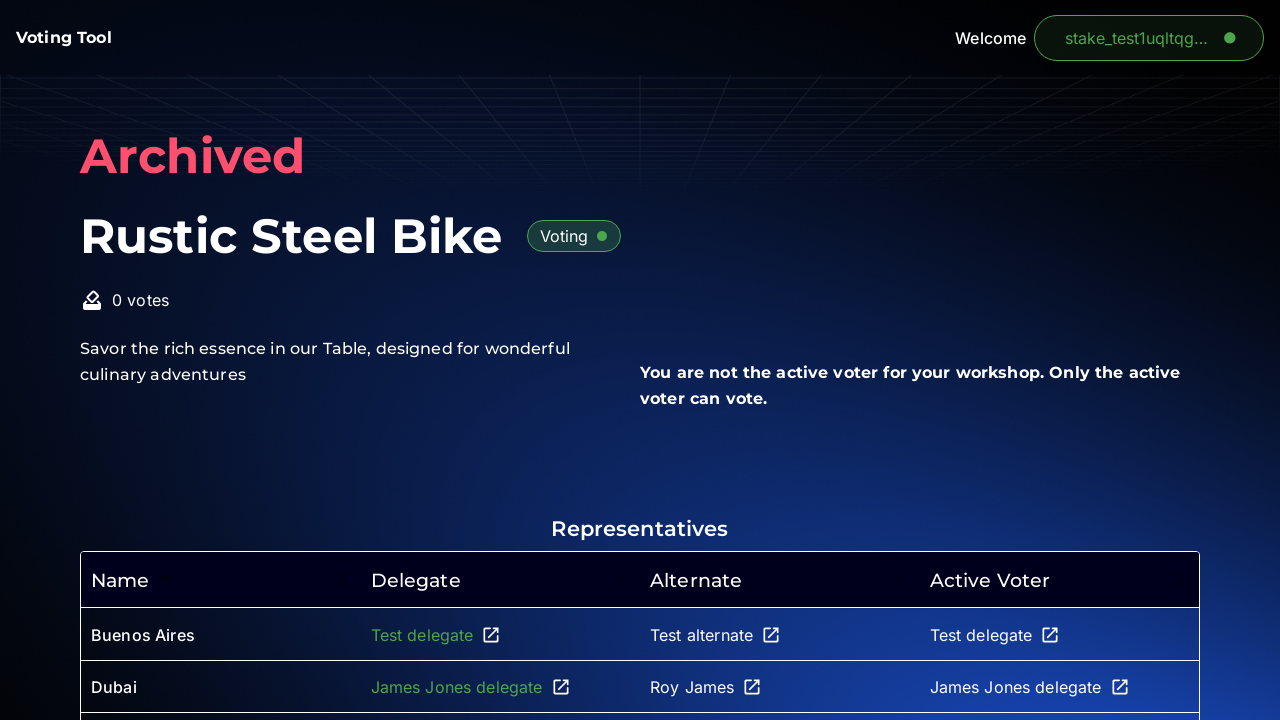 Voting Tool
Welcome
stake_test1uqltqg...
Archived
Rustic Steel Bike
Voting
0 votes
Savor the rich essence in our Table, designed for wonderful
culinary adventures
You are not the active voter for your workshop. Only the active
voter can vote.
Representatives
Name Delegate Alternate Active Voter
Buenos Aires Test delegate Test alternate Test delegate
Dubai James Jones delegate Roy James James Jones delegate